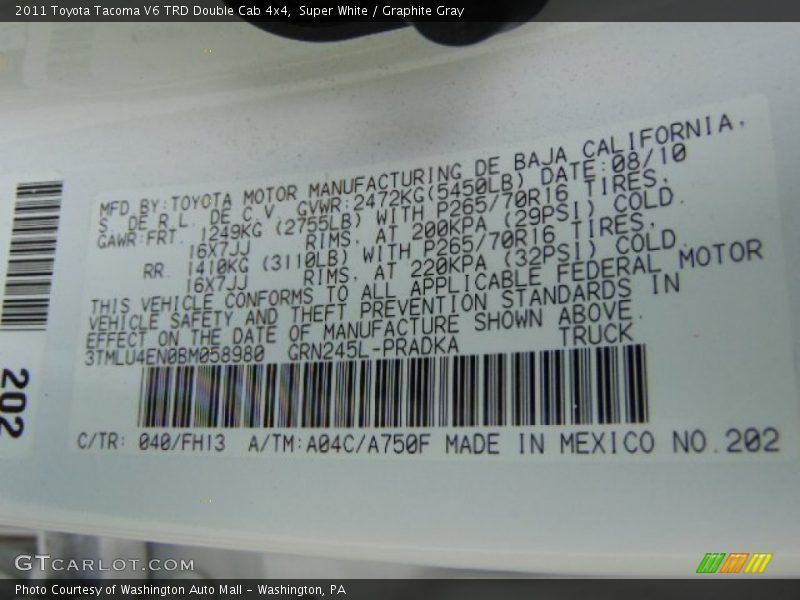 2011 Toyota Tacoma V6 TRD Double Cab 4x4, Super White / Graphite Gray
MFD BY:TOYOTA MOTOR MANUFACTURING DE BAJA CALIFORNIA,
S. DE R.L. DE C.V. GVWR:2472KG(5450LB) DATE:08/10
GAWR:FRT. 1249KG (2755LB) WITH P265/70R16 TIRES,
16X7JJ RIMS, AT 200KPA (29PSI) COLD.
RR. 1410KG (3110LB) WITH P265/70R16 TIRES,
16X7JJ RIMS, AT 220KPA (32PSI) COLD.
THIS VEHICLE CONFORMS TO ALL APPLICABLE FEDERAL MOTOR
VEHICLE SAFETY AND THEFT PREVENTION STANDARDS IN
EFFECT ON THE DATE OF MANUFACTURE SHOWN ABOVE.
3TMLU4EN0BM058980 GRN245L-PRADKA TRUCK
C/TR: 040/FH13 A/TM:A04C/A750F MADE IN MEXICO NO.202
202
GTCARLOT.COM
Photo Courtesy of Washington Auto Mall - Washington, PA